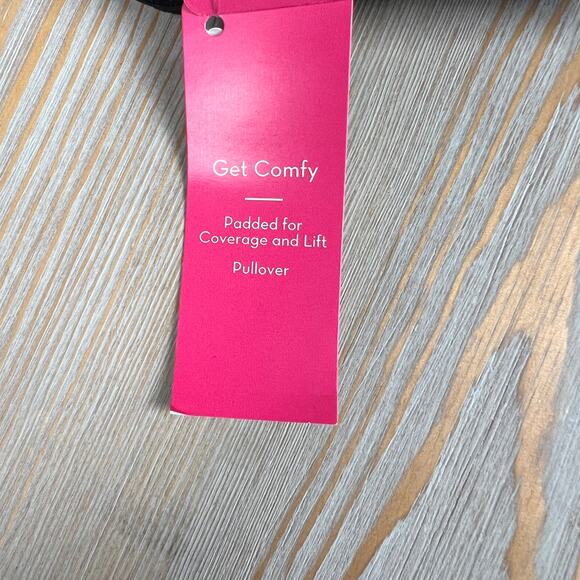 Get Comfy
Padded for
Coverage and Lift
Pullover